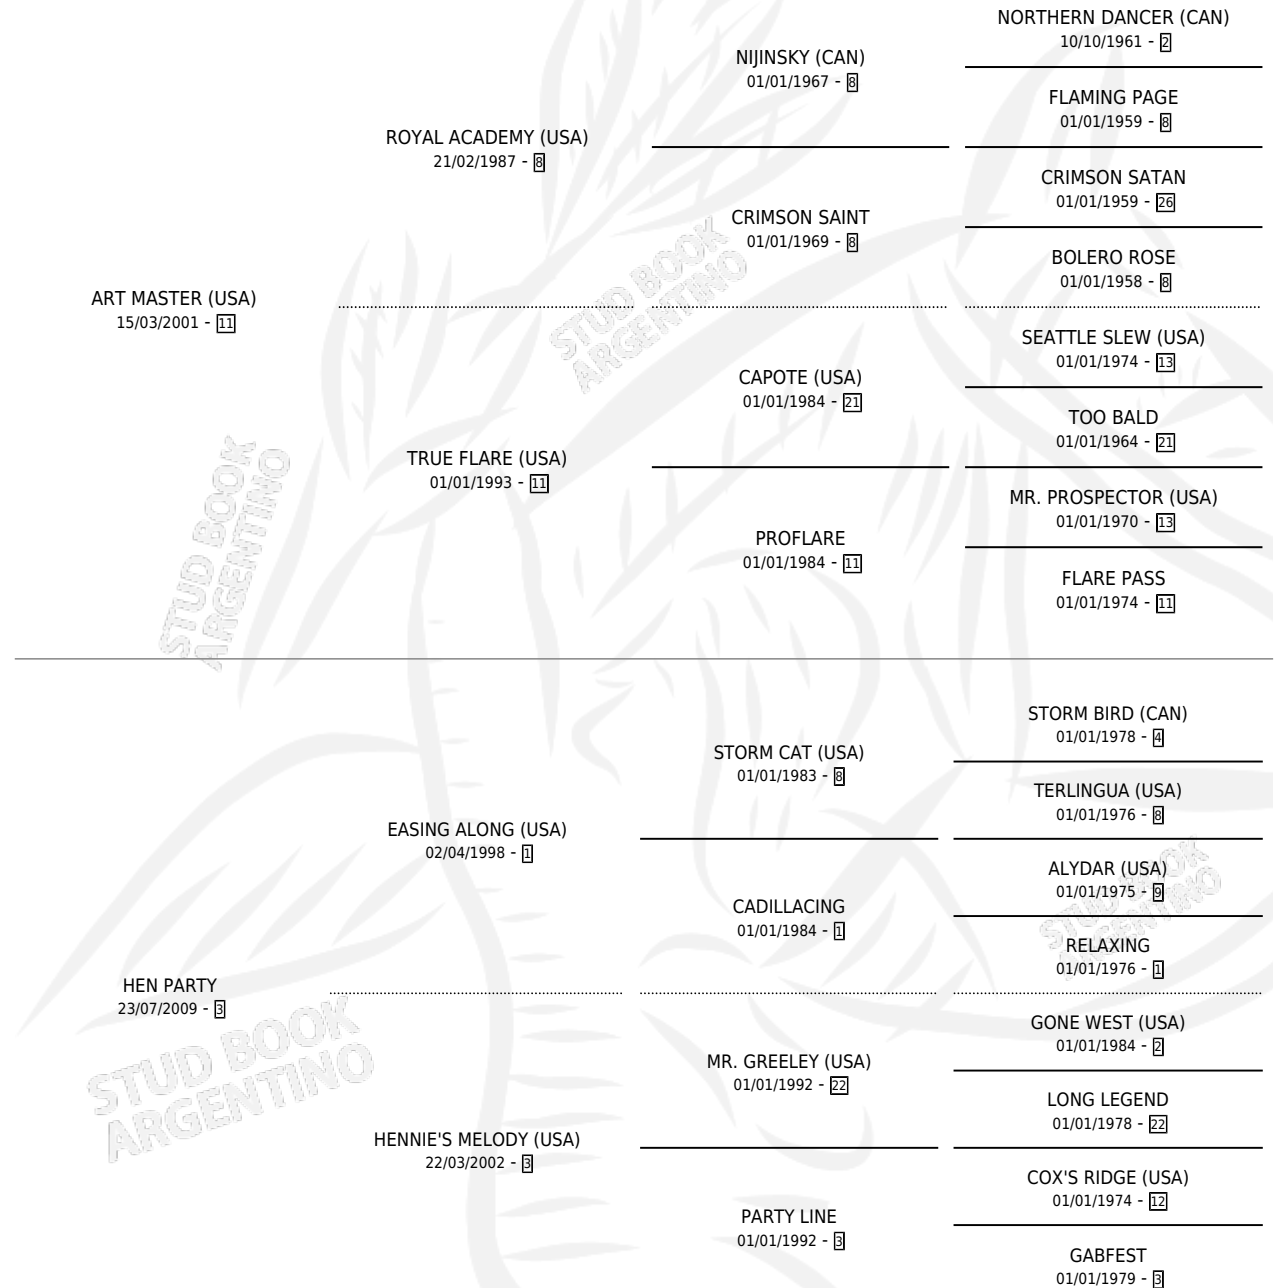 NORTHERN DANCER (CAN)
10/10/1961 - 2
NIJINSKY (CAN)
01/01/1967 - 8
FLAMING PAGE
01/01/1959 - 8
ROYAL ACADEMY (USA)
21/02/1987 - 8
CRIMSON SATAN
01/01/1959 - 26
CRIMSON SAINT
01/01/1969 - 8
BOLERO ROSE
01/01/1958 - 8
ART MASTER (USA)
15/03/2001 - 11
STUD BOOK
ARGENTINO
SEATTLE SLEW (USA)
01/01/1974 - 13
CAPOTE (USA)
01/01/1984 - 21
TOO BALD
01/01/1964 - 21
TRUE FLARE (USA)
01/01/1993 - 11
MR. PROSPECTOR (USA)
01/01/1970 - 13
PROFLARE
01/01/1984 - 11
FLARE PASS
01/01/1974 - 11
STUD BOOK
ARGENTINO
STORM BIRD (CAN)
01/01/1978 - 4
STORM CAT (USA)
01/01/1983 - 8
TERLINGUA (USA)
01/01/1976 - 8
EASING ALONG (USA)
02/04/1998 - 1
ALYDAR (USA)
01/01/1975 - 9
CADILLACING
01/01/1984 - 1
RELAXING
01/01/1976 - 1
STUD BOOK
ARGENTINO
HEN PARTY
23/07/2009 - 3
GONE WEST (USA)
01/01/1984 - 2
MR. GREELEY (USA)
01/01/1992 - 22
LONG LEGEND
01/01/1978 - 22
STUD BOOK
ARGENTINO
HENNIE'S MELODY (USA)
22/03/2002 - 3
COX'S RIDGE (USA)
01/01/1974 - 12
PARTY LINE
01/01/1992 - 3
GABFEST
01/01/1979 - 3